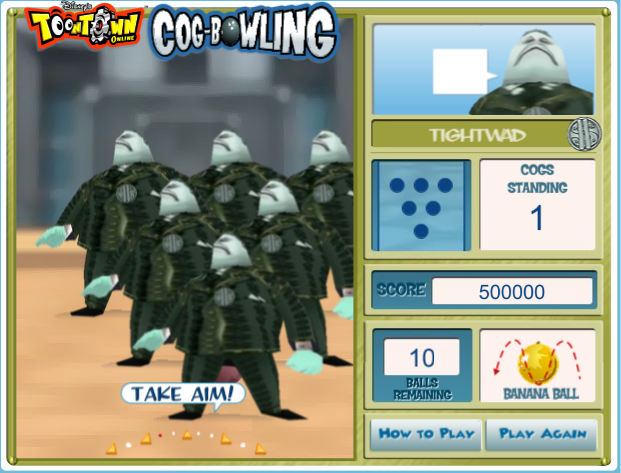 Disney's
TOONTOWN
ONLINE
COG-BOWLING
TIGHTWAD
COGS
STANDING
1
SCORE 500000
10
BALLS
REMAINING
BANANA BALL
TAKE AIM!
HOW TO PLAY
PLAY AGAIN